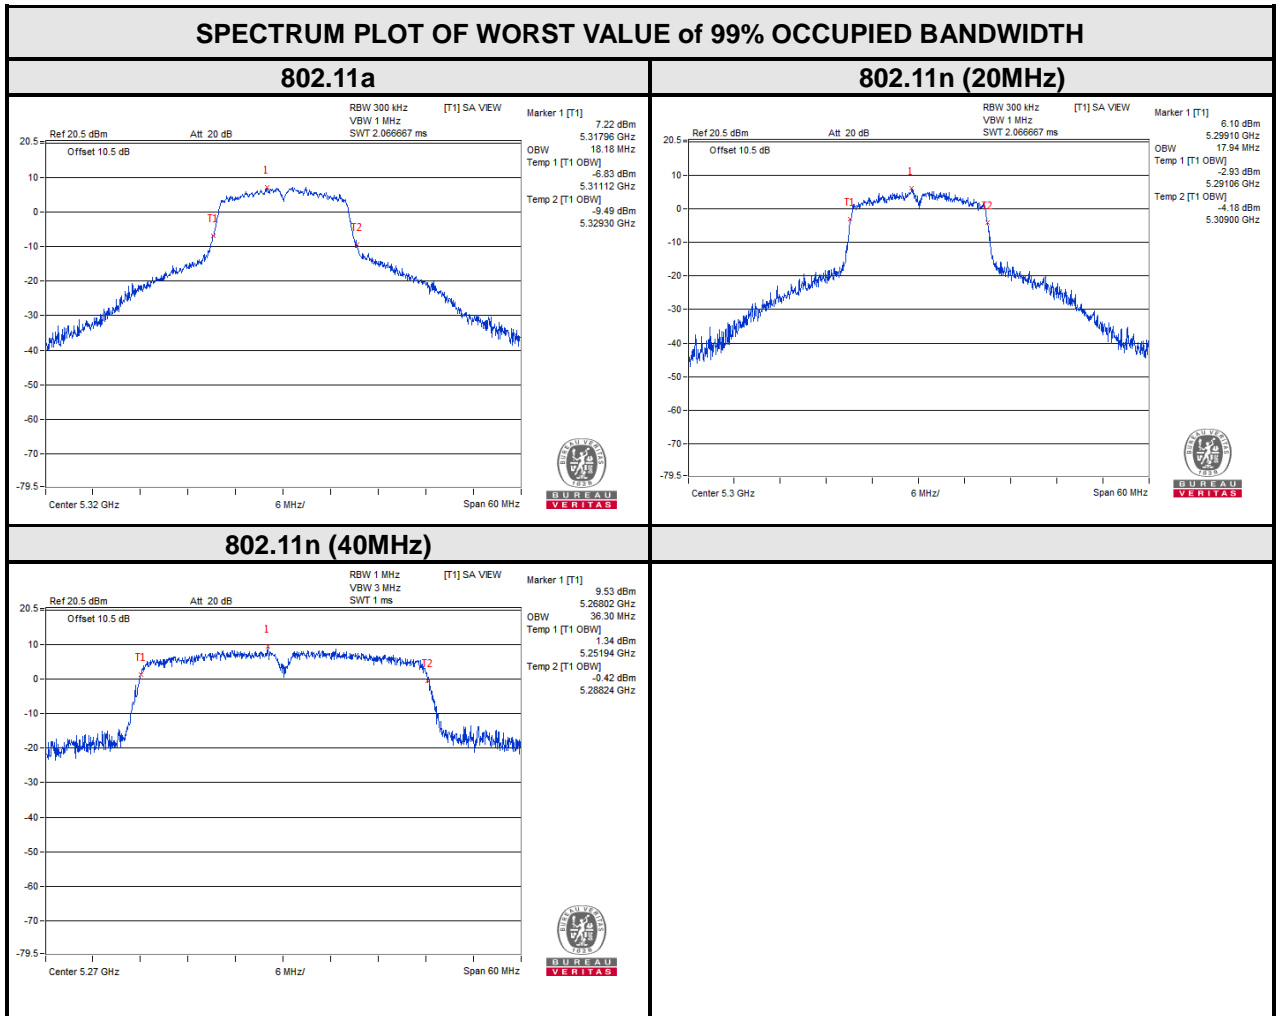 SPECTRUM PLOT OF WORST VALUE of 99% OCCUPIED BANDWIDTH
802.11a
802.11n (20MHz)
RBW 300 kHz [T1] SA VIEW
VBW 1 MHz
Ref 20.5 dBm Att 20 dB SWT 2.066667 ms
Marker 1 [T1]
7.22 dBm
5.31796 GHz
OBW 18.18 MHz
Temp 1 [T1 OBW]
-6.83 dBm
5.31112 GHz
Temp 2 [T1 OBW]
-9.49 dBm
5.32930 GHz
20.5
Offset 10.5 dB
10
0
-10
-20
-30
-40
-50
-60
-70
-79.5
1
T1
T2
Center 5.32 GHz 6 MHz/ Span 60 MHz
BUREAU VERITAS
1828
BUREAU
VERITAS
RBW 300 kHz [T1] SA VIEW
VBW 1 MHz
Ref 20.5 dBm Att 20 dB SWT 2.066667 ms
Marker 1 [T1]
6.10 dBm
5.29910 GHz
OBW 17.94 MHz
Temp 1 [T1 OBW]
-2.93 dBm
5.29106 GHz
Temp 2 [T1 OBW]
-4.18 dBm
5.30900 GHz
20.5
Offset 10.5 dB
10
0
-10
-20
-30
-40
-50
-60
-70
-79.5
1
T1
T2
Center 5.3 GHz 6 MHz/ Span 60 MHz
BUREAU VERITAS
1828
BUREAU
VERITAS
802.11n (40MHz)
RBW 1 MHz [T1] SA VIEW
VBW 3 MHz
Ref 20.5 dBm Att 20 dB SWT 1 ms
Marker 1 [T1]
9.53 dBm
5.26802 GHz
OBW 36.30 MHz
Temp 1 [T1 OBW]
1.34 dBm
5.25194 GHz
Temp 2 [T1 OBW]
-0.42 dBm
5.28824 GHz
20.5
Offset 10.5 dB
10
0
-10
-20
-30
-40
-50
-60
-70
-79.5
1
T1
T2
Center 5.27 GHz 6 MHz/ Span 60 MHz
BUREAU VERITAS
1828
BUREAU
VERITAS